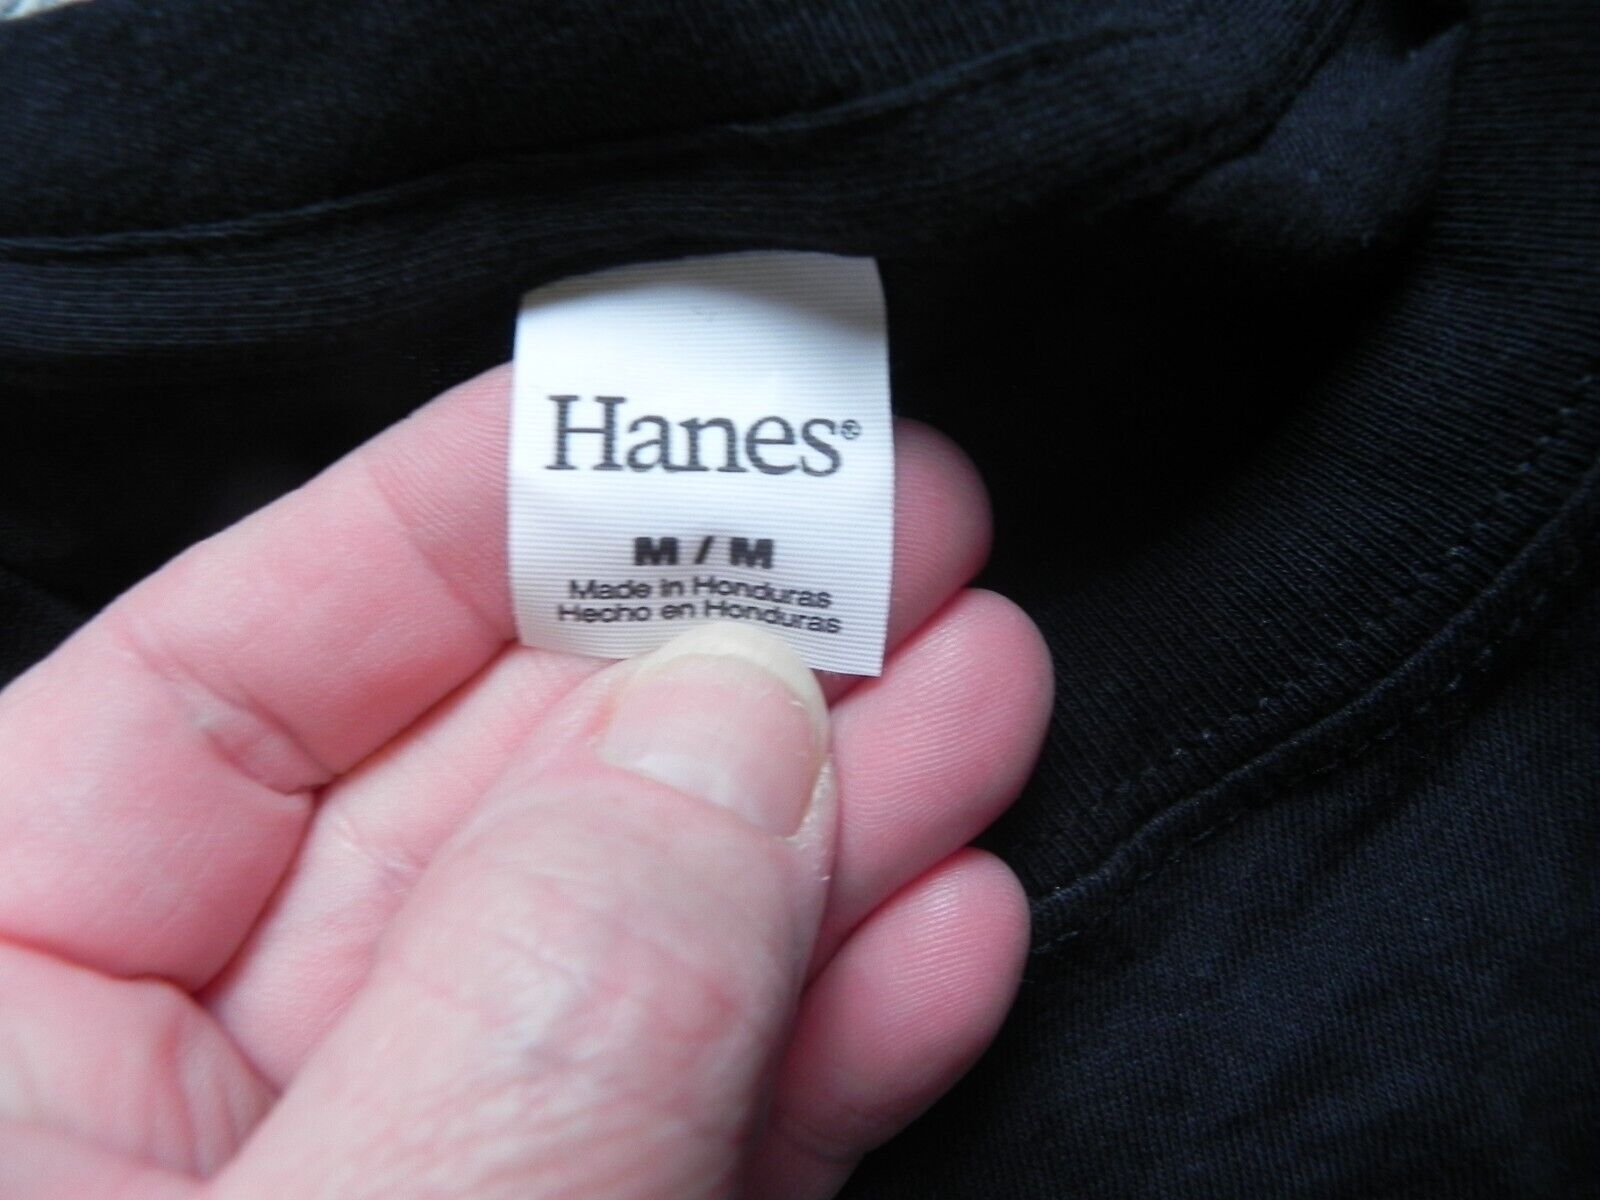 Hanes®
M / M
Made in Honduras
Hecho en Honduras